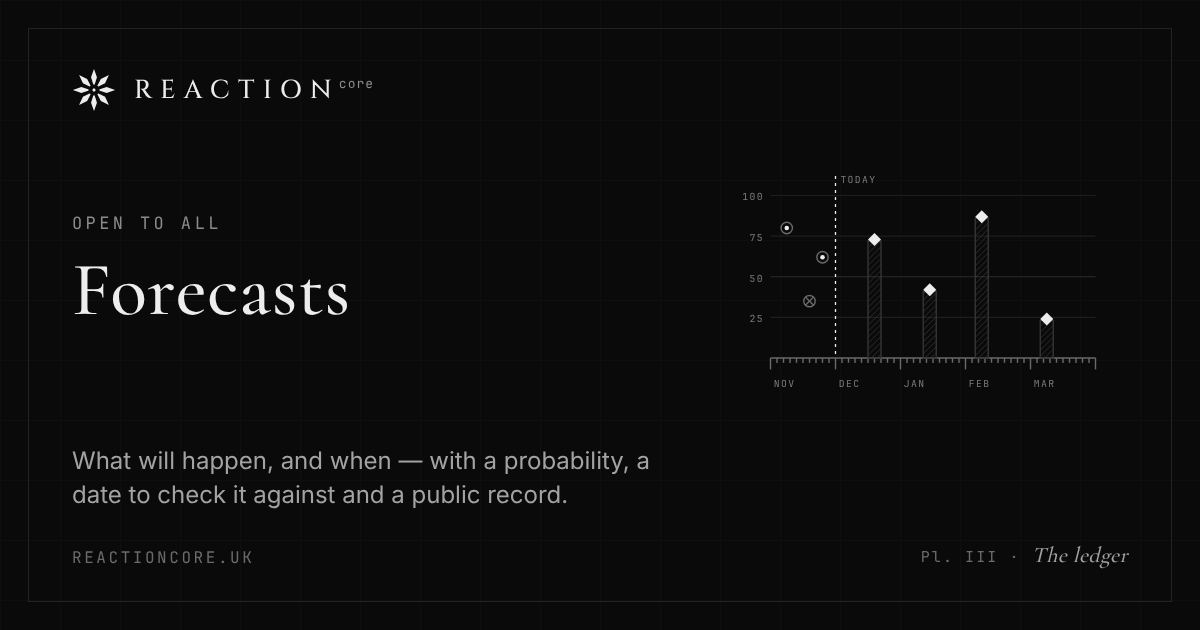 REACTION core
OPEN TO ALL
Forecasts
TODAY
100
75
50
25
NOV DEC JAN FEB MAR
What will happen, and when — with a probability, a
date to check it against and a public record.
REACTIONCORE.UK
Pl. III · The ledger